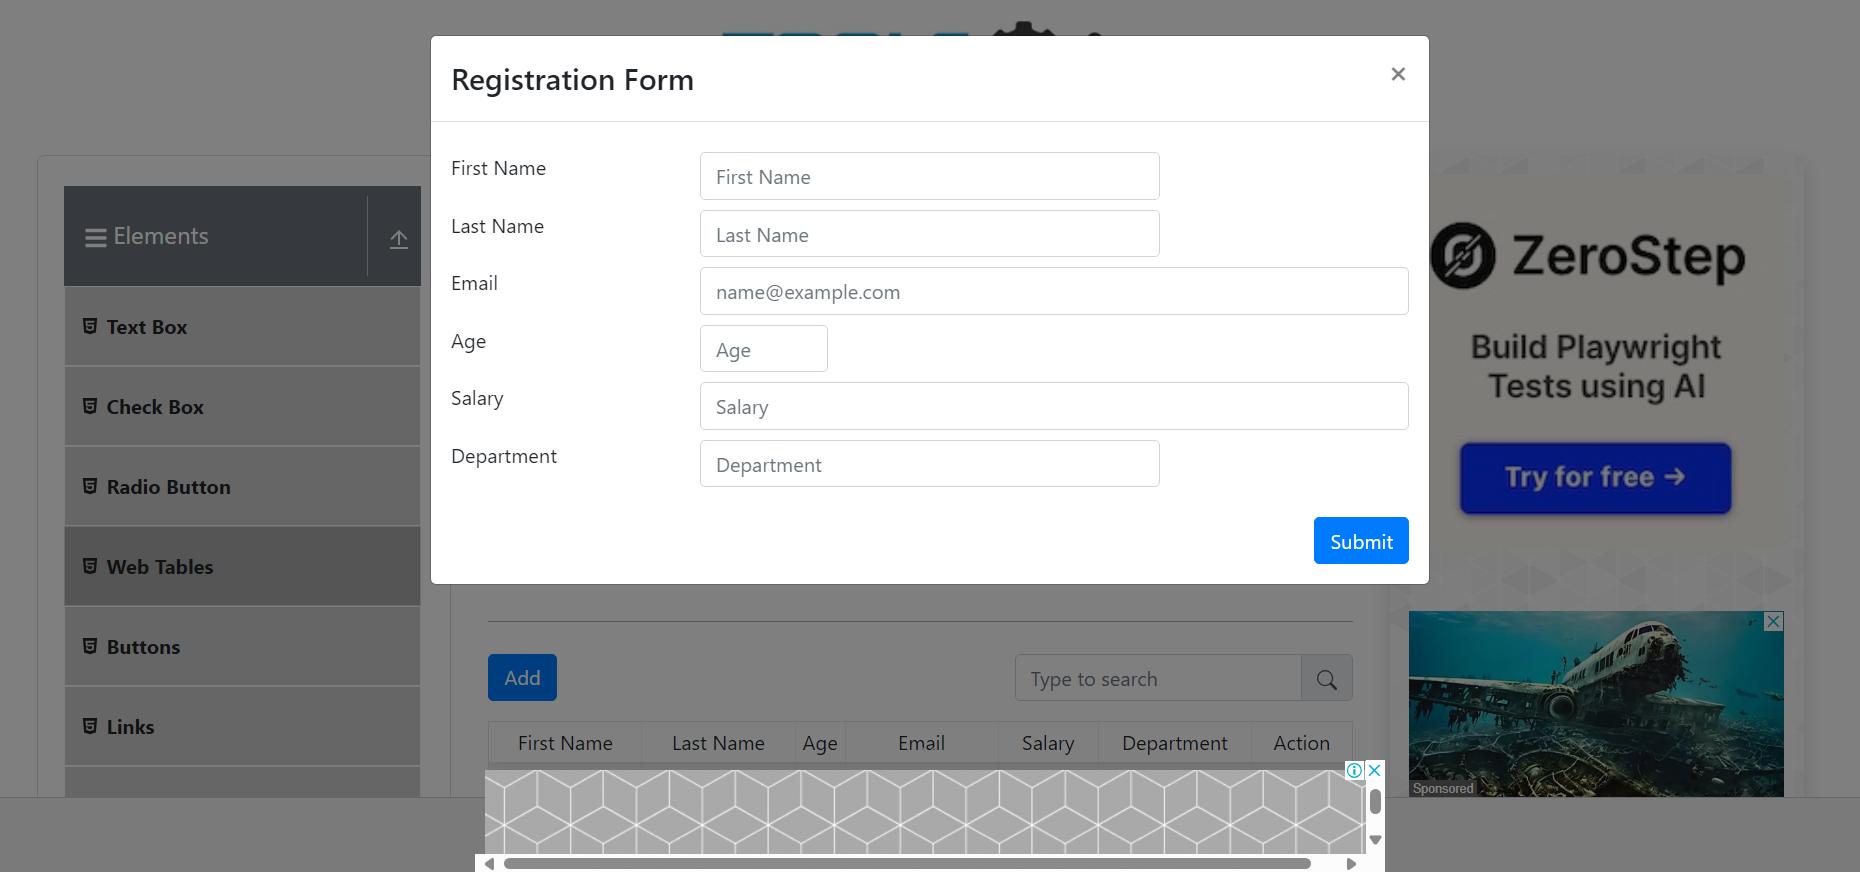 Registration Form
×
First Name
First Name
Last Name
Last Name
Email
name@example.com
Age
Age
Salary
Salary
Department
Department
Submit
Elements
Text Box
Check Box
Radio Button
Web Tables
Buttons
Links
Add
Type to search
First Name Last Name Age Email Salary Department Action
ZeroStep
Build Playwright
Tests using AI
Try for free →
Sponsored